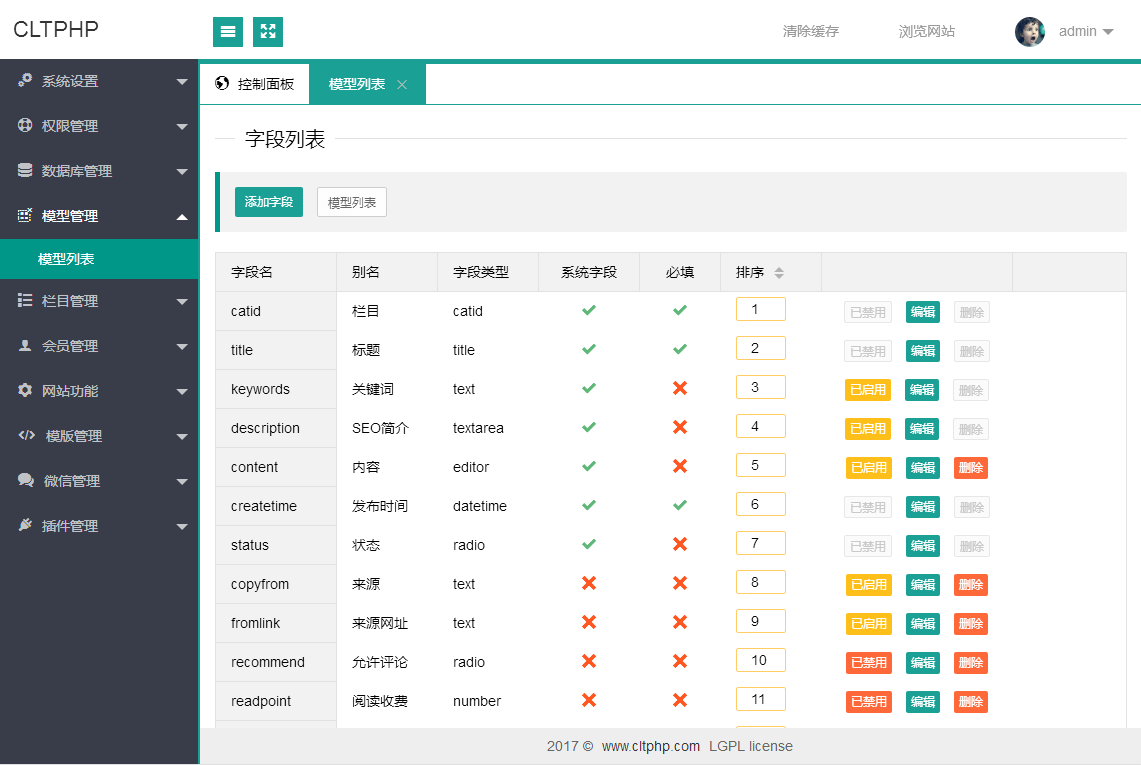 CLTPHP
清除缓存 浏览网站 admin
系统设置
权限管理
数据库管理
模型管理
模型列表
栏目管理
会员管理
网站功能
模版管理
微信管理
插件管理
控制面板 模型列表
字段列表
添加字段 模型列表
字段名 别名 字段类型 系统字段 必填 排序
catid 栏目 catid 1 已禁用 编辑 删除
title 标题 title 2 已禁用 编辑 删除
keywords 关键词 text 3 已启用 编辑 删除
description SEO简介 textarea 4 已启用 编辑 删除
content 内容 editor 5 已启用 编辑 删除
createtime 发布时间 datetime 6 已禁用 编辑 删除
status 状态 radio 7 已禁用 编辑 删除
copyfrom 来源 text 8 已启用 编辑 删除
fromlink 来源网址 text 9 已启用 编辑 删除
recommend 允许评论 radio 10 已禁用 编辑 删除
readpoint 阅读收费 number 11 已禁用 编辑 删除
2017 © www.cltphp.com LGPL license